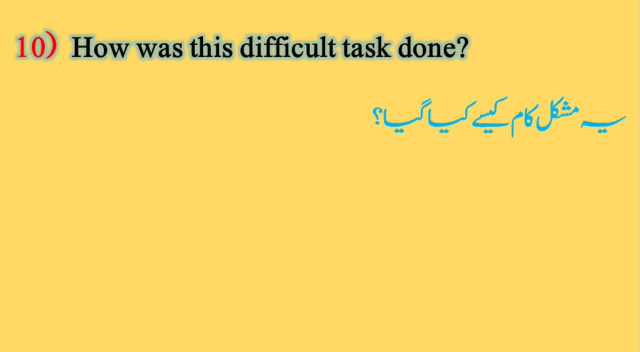 10) How was this difficult task done?
یہ مشکل کام کیسے کیا گیا؟